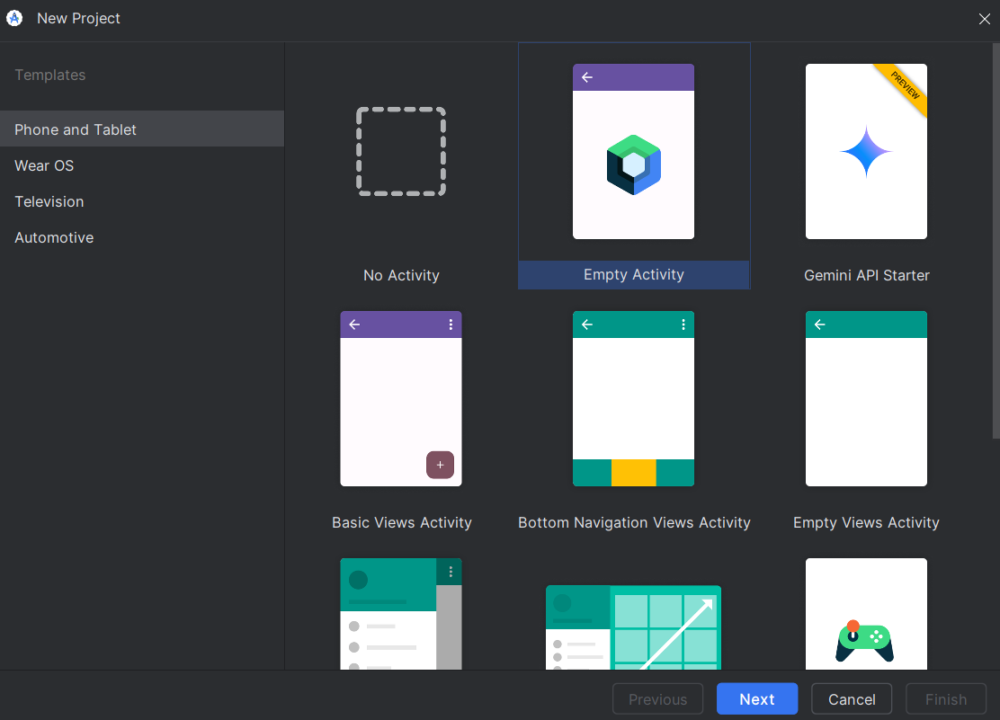 New Project
Templates
Phone and Tablet
Wear OS
Television
Automotive
No Activity
Empty Activity
PREVIEW
Gemini API Starter
Basic Views Activity
Bottom Navigation Views Activity
Empty Views Activity
Previous
Next
Cancel
Finish